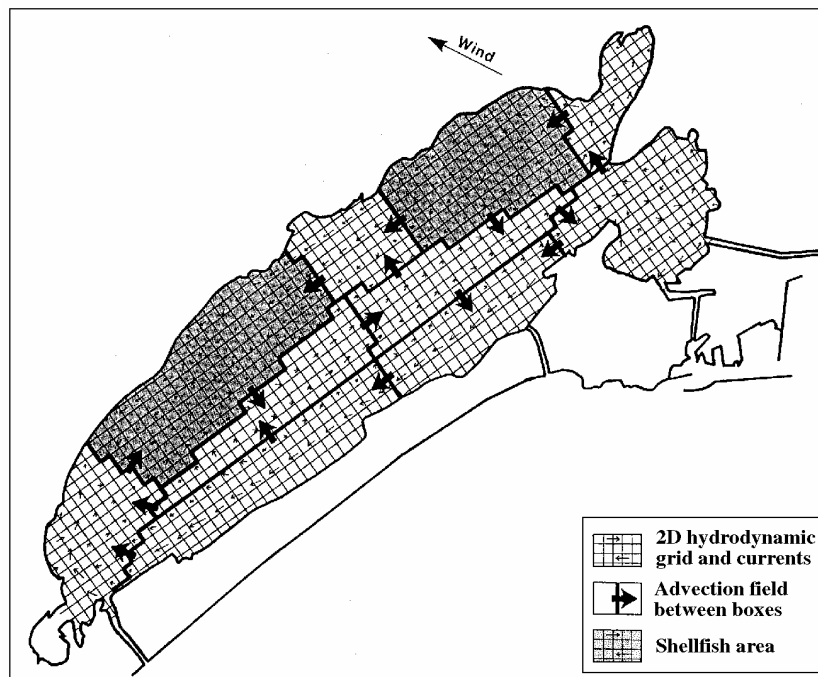 Wind
2D hydrodynamic
grid and currents
Advection field
between boxes
Shellfish area